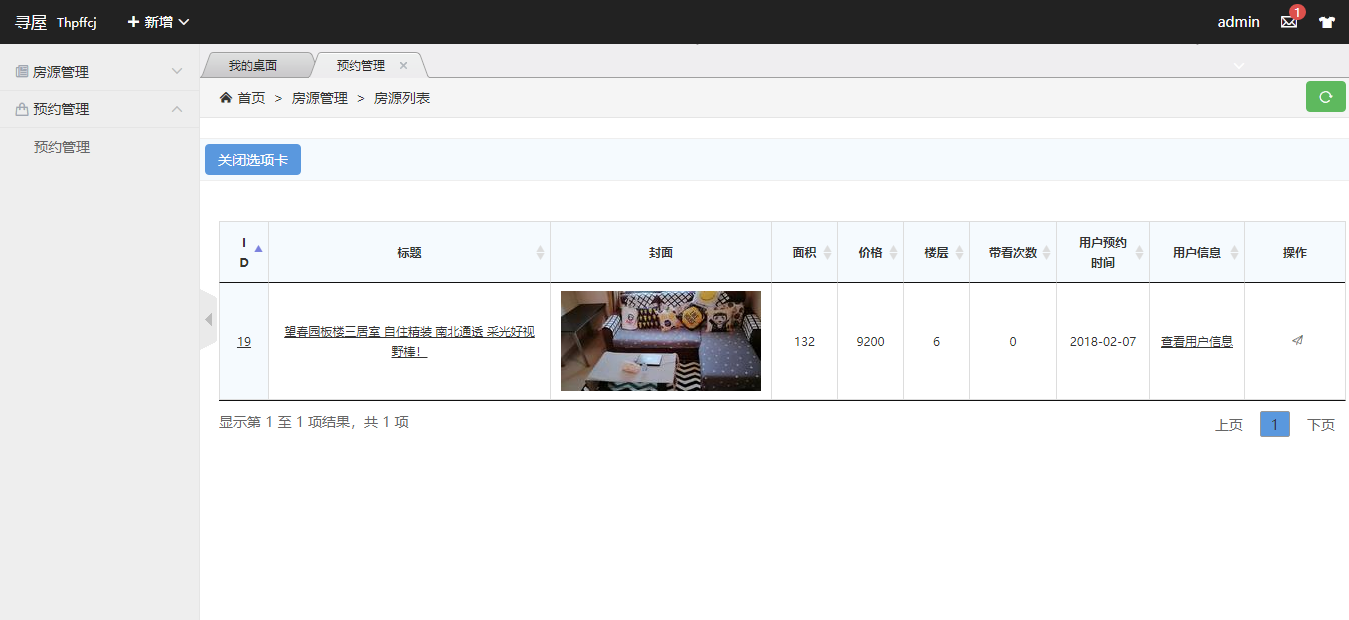 寻屋 Thpffcj 新增 admin 1
房源管理
预约管理
预约管理
我的桌面 预约管理
首页 > 房源管理 > 房源列表
关闭选项卡
ID 标题 封面 面积 价格 楼层 带看次数 用户预约时间 用户信息 操作
19 望春园板楼三居室 自住精装 南北通透 采光好视
野棒！ 132 9200 6 0 2018-02-07 查看用户信息
显示第 1 至 1 项结果，共 1 项
上页 1 下页